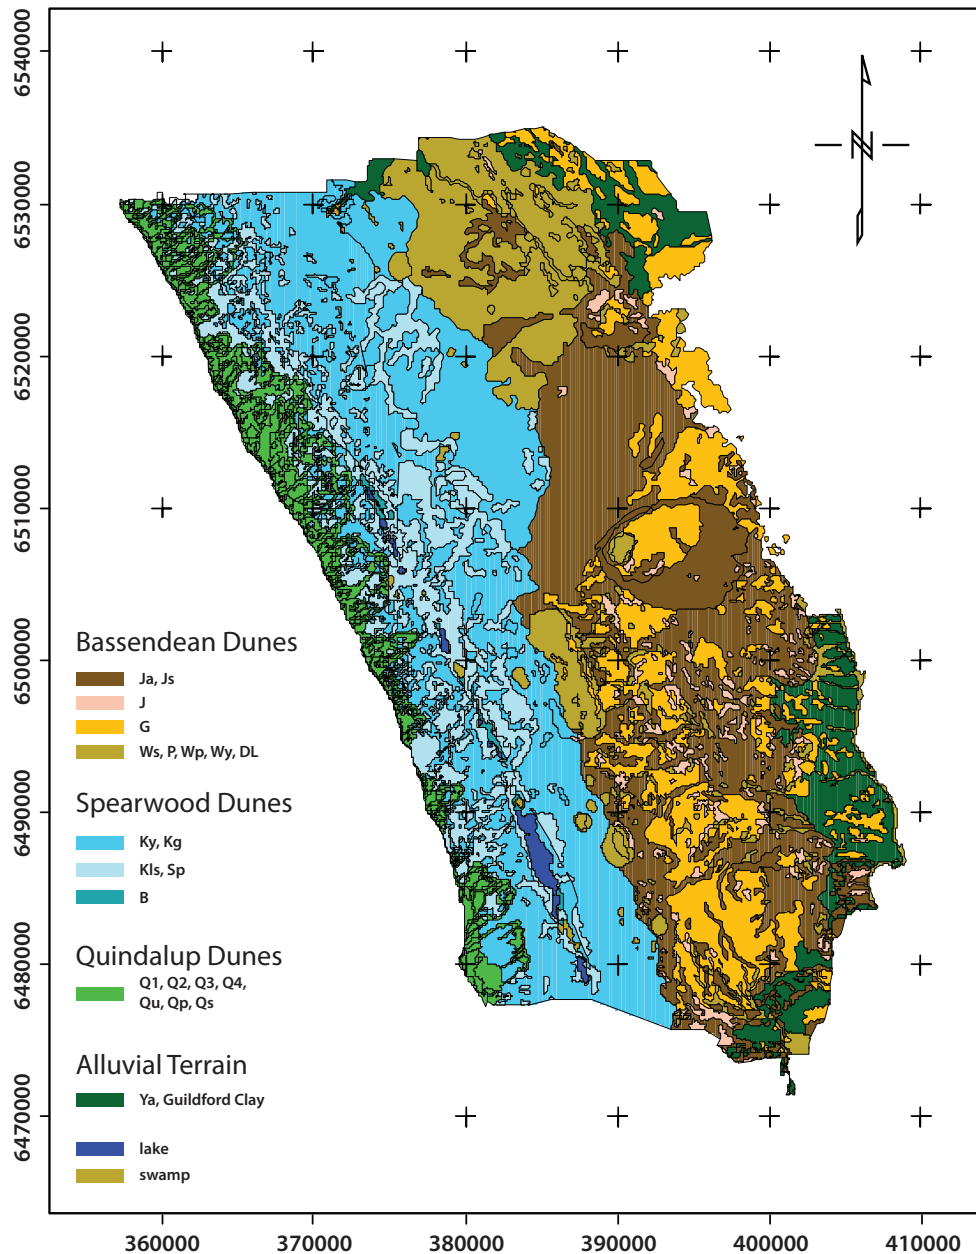 6540000
6530000
6520000
6510000
6500000
6490000
6480000
6470000
N
Bassendean Dunes
Ja, Js
J
G
Ws, P, Wp, Wy, DL
Spearwood Dunes
Ky, Kg
Kls, Sp
B
Quindalup Dunes
Q1, Q2, Q3, Q4,
Qu, Qp, Qs
Alluvial Terrain
Ya, Guildford Clay
lake
swamp
360000 370000 380000 390000 400000 410000